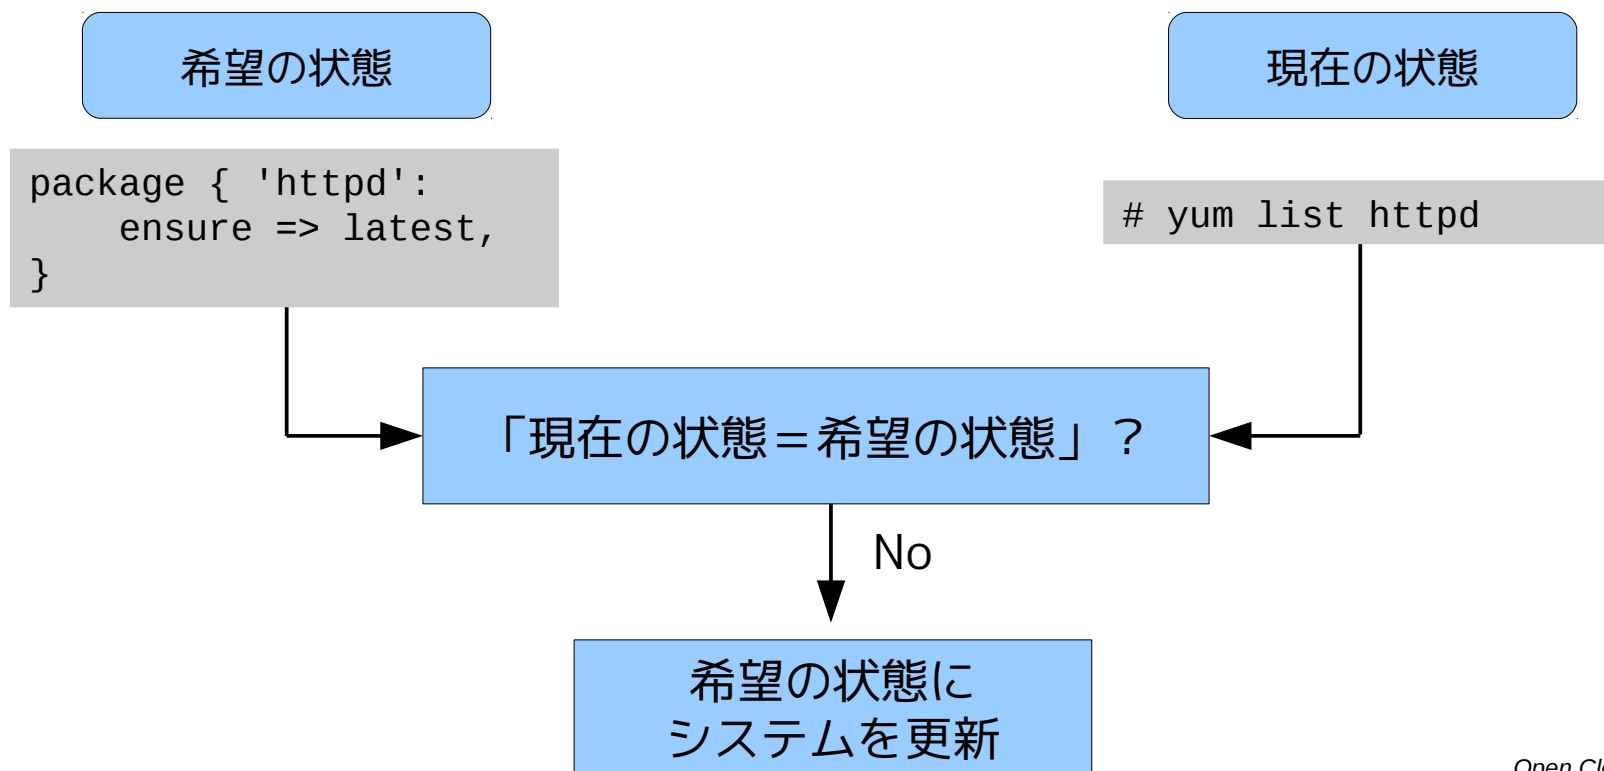 希望の状態
現在の状態
package { 'httpd':
    ensure => latest,
}
# yum list httpd
「現在の状態＝希望の状態」？
No
希望の状態に
システムを更新
Open